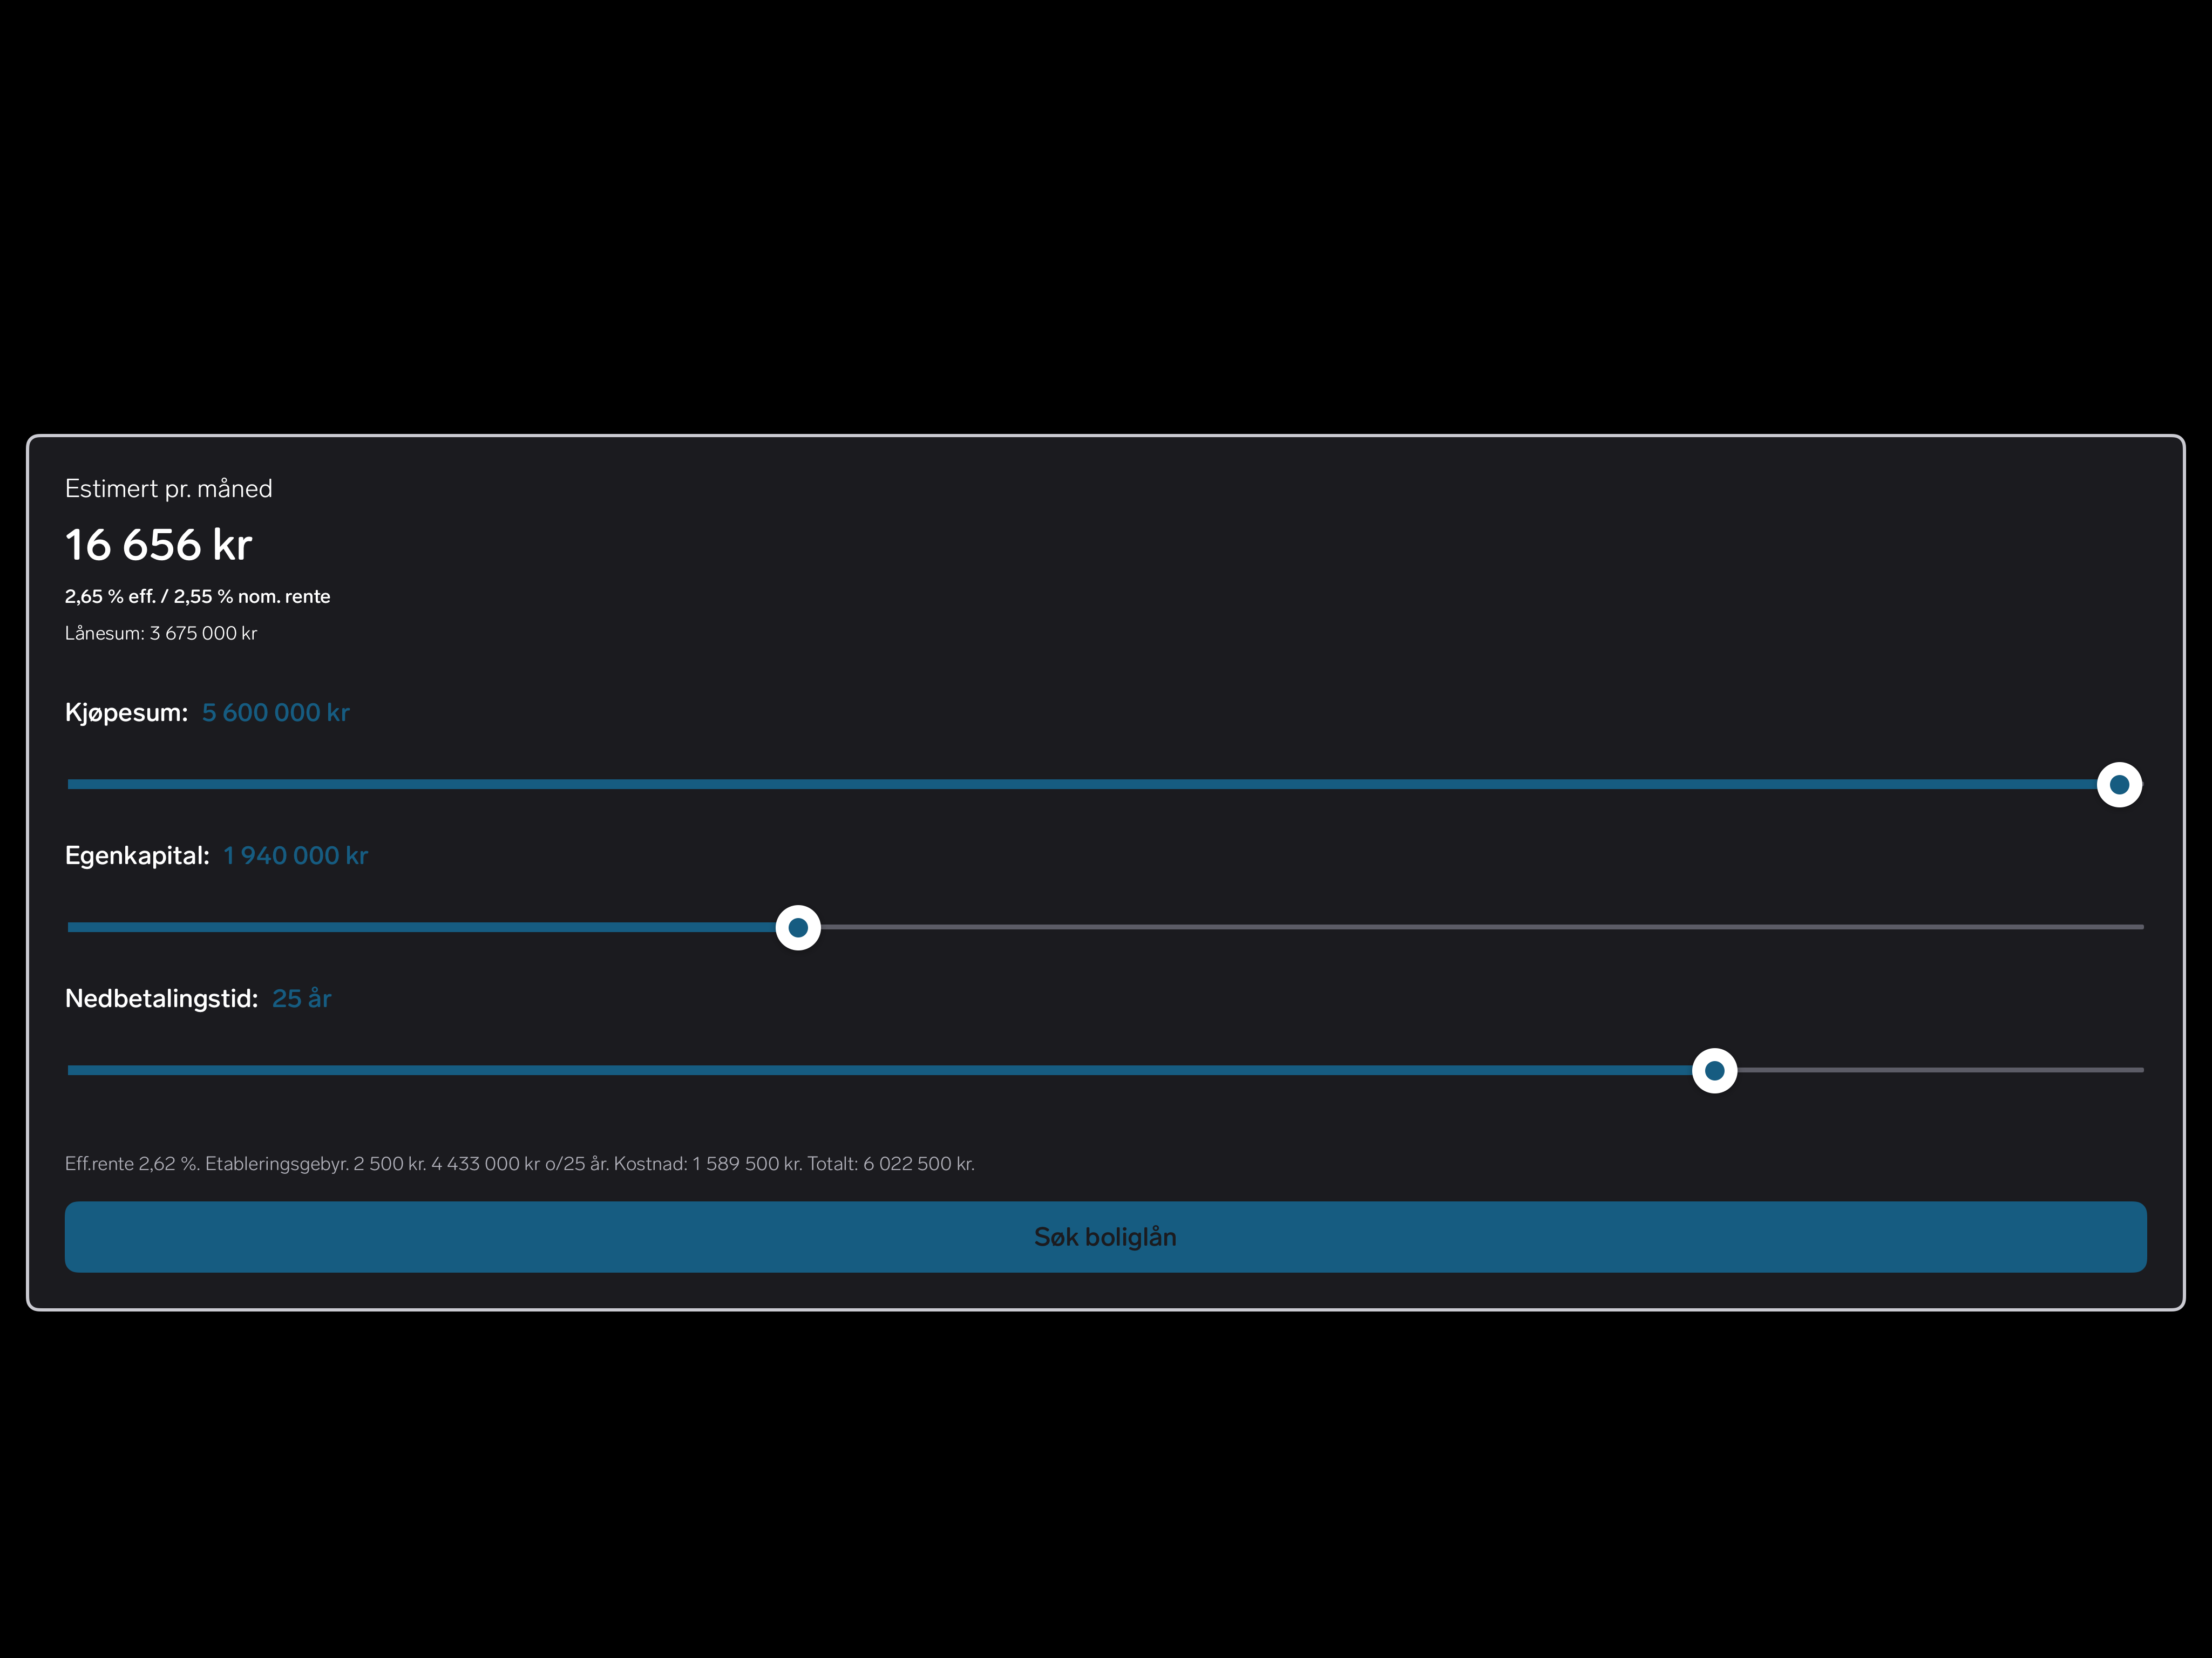 Estimert pr. måned
16 656 kr
2,65 % eff. / 2,55 % nom. rente
Lånesum: 3 675 000 kr
Kjøpesum: 5 600 000 kr
Egenkapital: 1 940 000 kr
Nedbetalingstid: 25 år
Eff.rente 2,62 %. Etableringsgebyr. 2 500 kr. 4 433 000 kr o/25 år. Kostnad: 1 589 500 kr. Totalt: 6 022 500 kr.
Søk boliglån